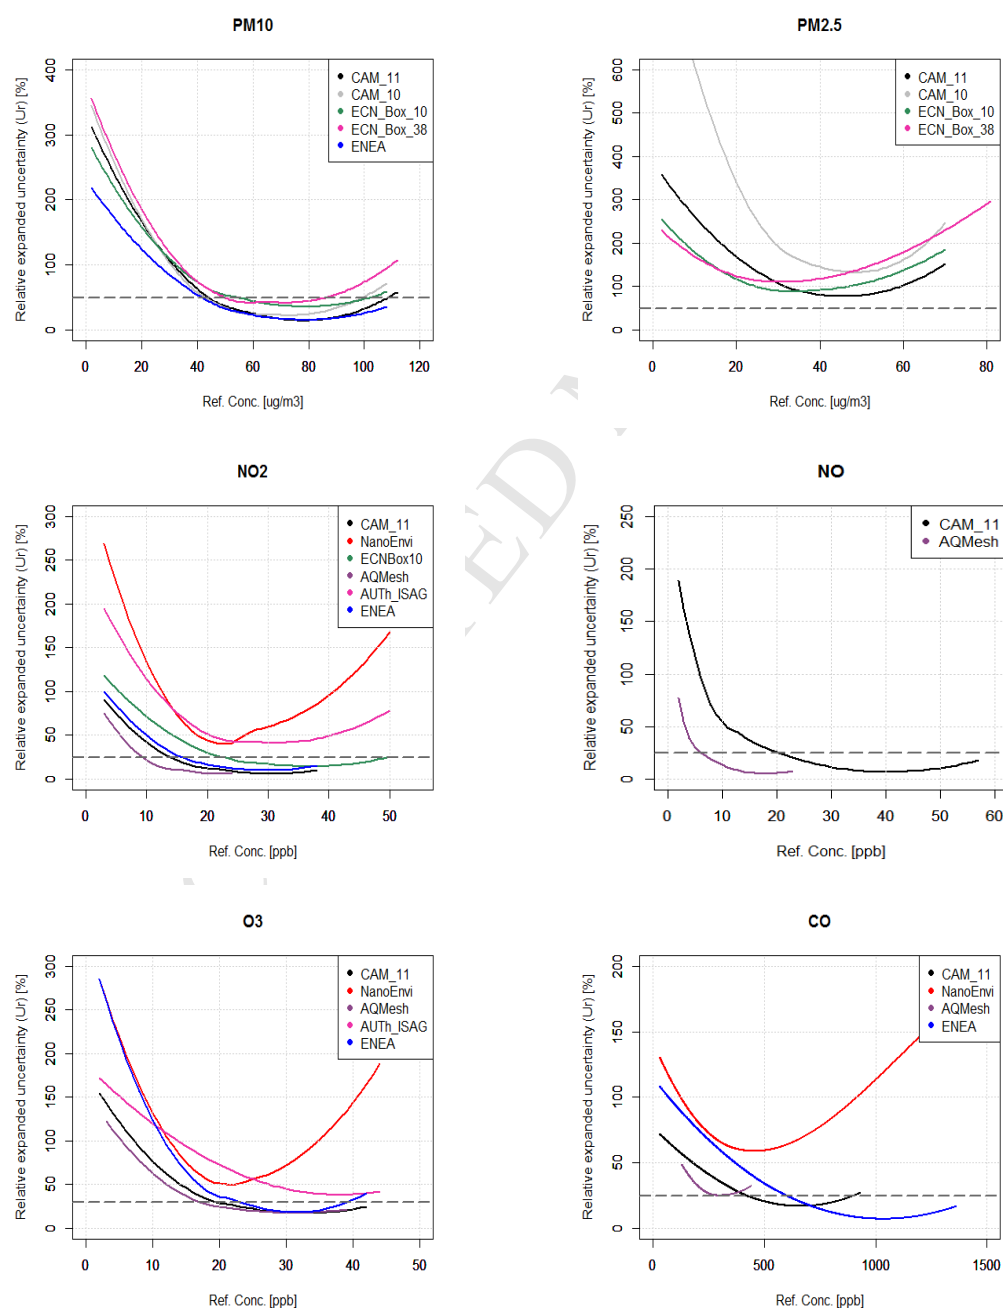 PM10
Relative expanded uncertainty (Ur) [%]
400
300
200
100
0
CAM_11
CAM_10
ECN_Box_10
ECN_Box_38
ENEA
0 20 40 60 80 100 120
Ref. Conc. [ug/m3]
PM2.5
Relative expanded uncertainty (Ur) [%]
600
500
400
300
200
100
0
CAM_11
CAM_10
ECN_Box_10
ECN_Box_38
0 20 40 60 80
Ref. Conc. [ug/m3]
NO2
Relative expanded uncertainty (Ur) [%]
300
250
200
150
100
50
0
CAM_11
NanoEnvi
ECNBox10
AQMesh
AUTh_ISAG
ENEA
0 10 20 30 40 50
Ref. Conc. [ppb]
NO
Relative expanded uncertainty (Ur) [%]
250
200
150
100
50
0
CAM_11
AQMesh
0 10 20 30 40 50 60
Ref. Conc. [ppb]
O3
Relative expanded uncertainty (Ur) [%]
300
250
200
150
100
50
0
CAM_11
NanoEnvi
AQMesh
AUTh_ISAG
ENEA
0 10 20 30 40 50
Ref. Conc. [ppb]
CO
Relative expanded uncertainty (Ur) [%]
200
150
100
50
0
CAM_11
NanoEnvi
AQMesh
ENEA
0 500 1000 1500
Ref. Conc. [ppb]